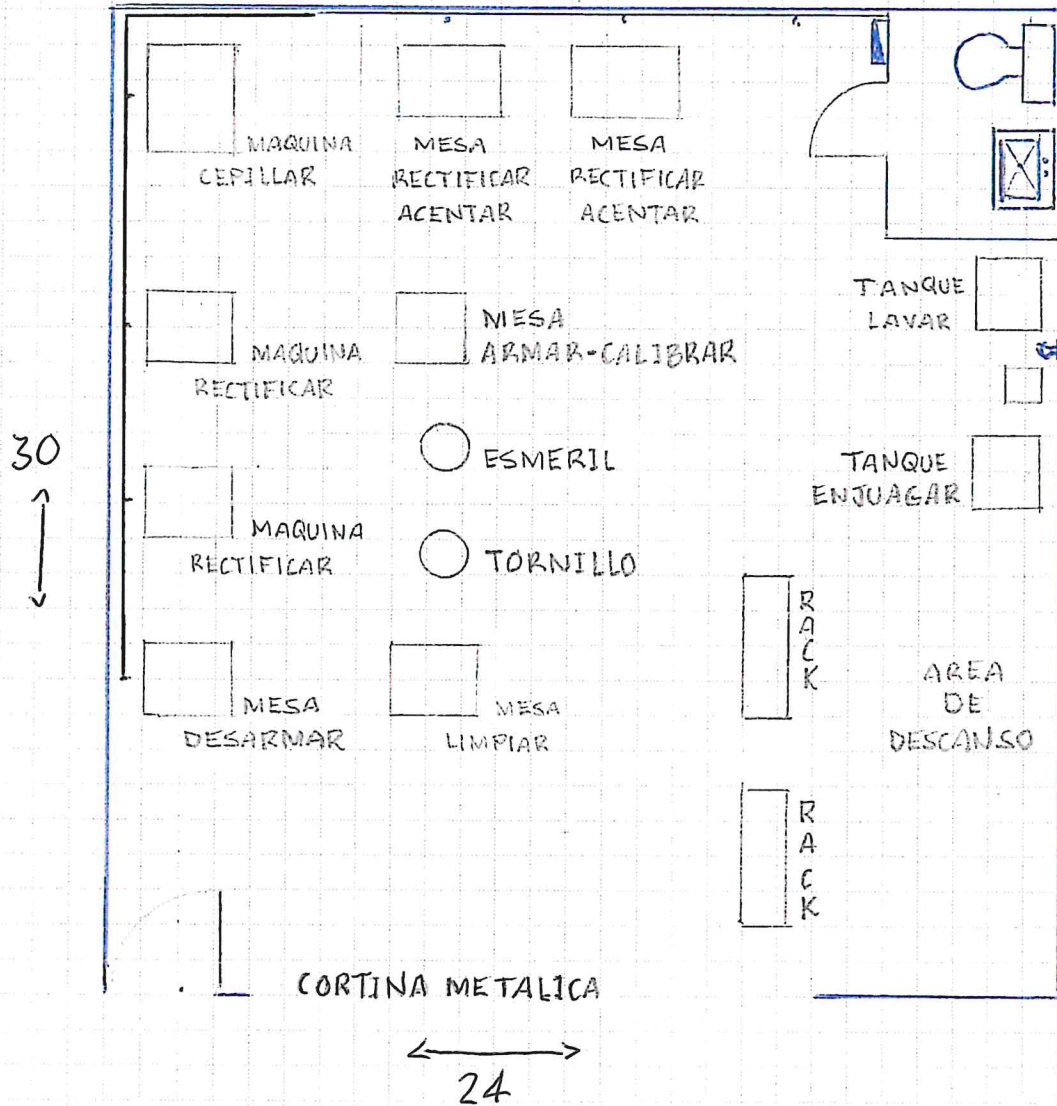 MAQUINA
CEPILLAR
MESA
RECTIFICAR
ACENTAR
MESA
RECTIFICAR
ACENTAR
MAQUINA
RECTIFICAR
MESA
ARMAR-CALIBRAR
TANQUE
LAVAR
30
ESMERIL
TANQUE
ENJUAGAR
MAQUINA
RECTIFICAR
TORNILLO
RACK
MESA
DESARMAR
MESA
LIMPIAR
AREA
DE
DESCANSO
RACK
CORTINA METALICA
24